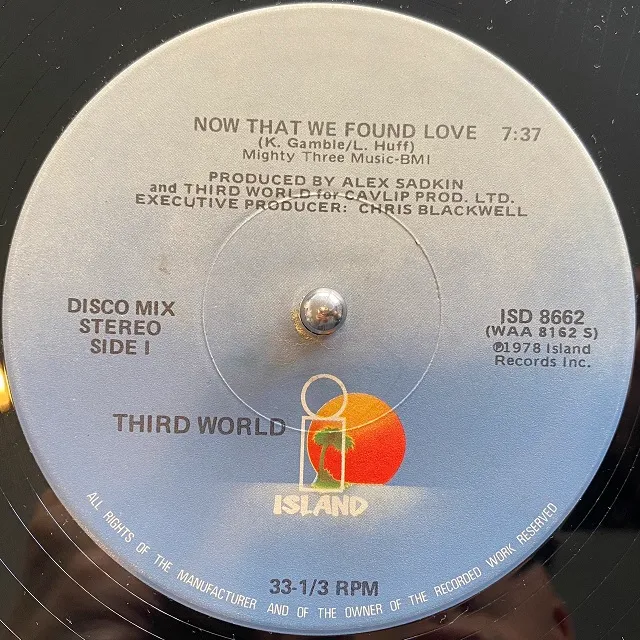 NOW THAT WE FOUND LOVE 7:37
(K. Gamble/L. Huff)
Mighty Three Music-BMI
PRODUCED BY ALEX SADKIN
and THIRD WORLD for CAVLIP PROD. LTD.
EXECUTIVE PRODUCER: CHRIS BLACKWELL
DISCO MIX
STEREO
SIDE I
ISD 8662
(WAA 8162 S)
℗1978 Island
Records Inc.
THIRD WORLD
i
ISLAND
33-1/3 RPM
ALL RIGHTS OF THE MANUFACTURER AND OF THE OWNER OF THE RECORDED WORK RESERVED